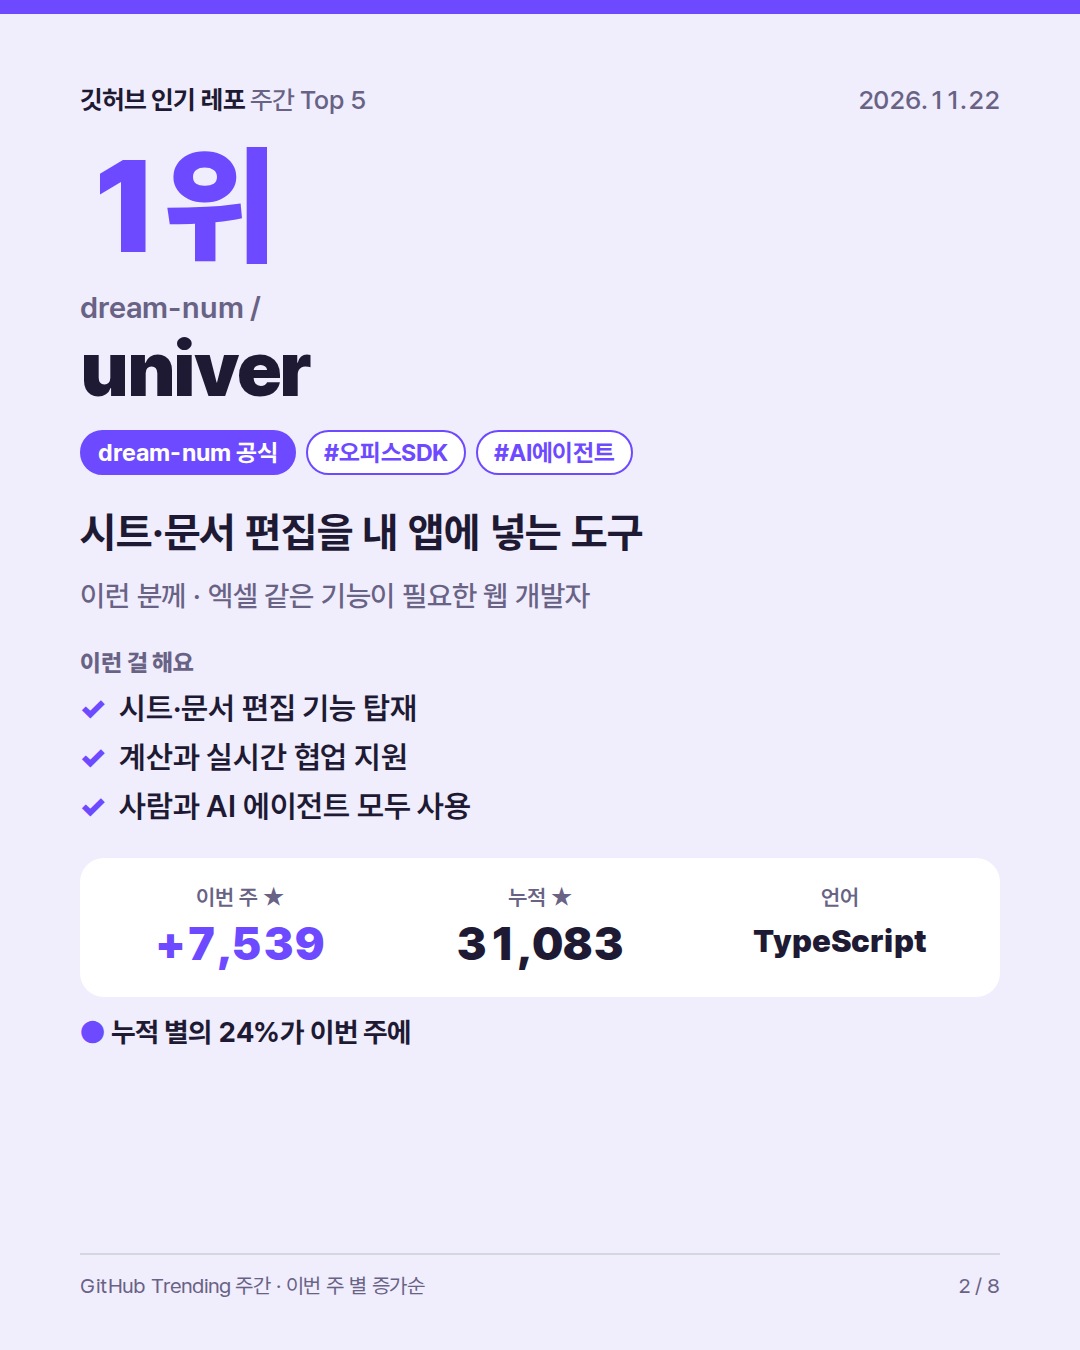 깃허브 인기 레포 주간 Top 5
2026.11.22
1위
dream-num /
univer
dream-num 공식
#오피스SDK
#AI에이전트
시트·문서 편집을 내 앱에 넣는 도구
이런 분께 · 엑셀 같은 기능이 필요한 웹 개발자
이런 걸 해요
✔ 시트·문서 편집 기능 탑재
✔ 계산과 실시간 협업 지원
✔ 사람과 AI 에이전트 모두 사용
이번 주 ★
+7,539
누적 ★
31,083
언어
TypeScript
● 누적 별의 24%가 이번 주에
GitHub Trending 주간 · 이번 주 별 증가순
2 / 8